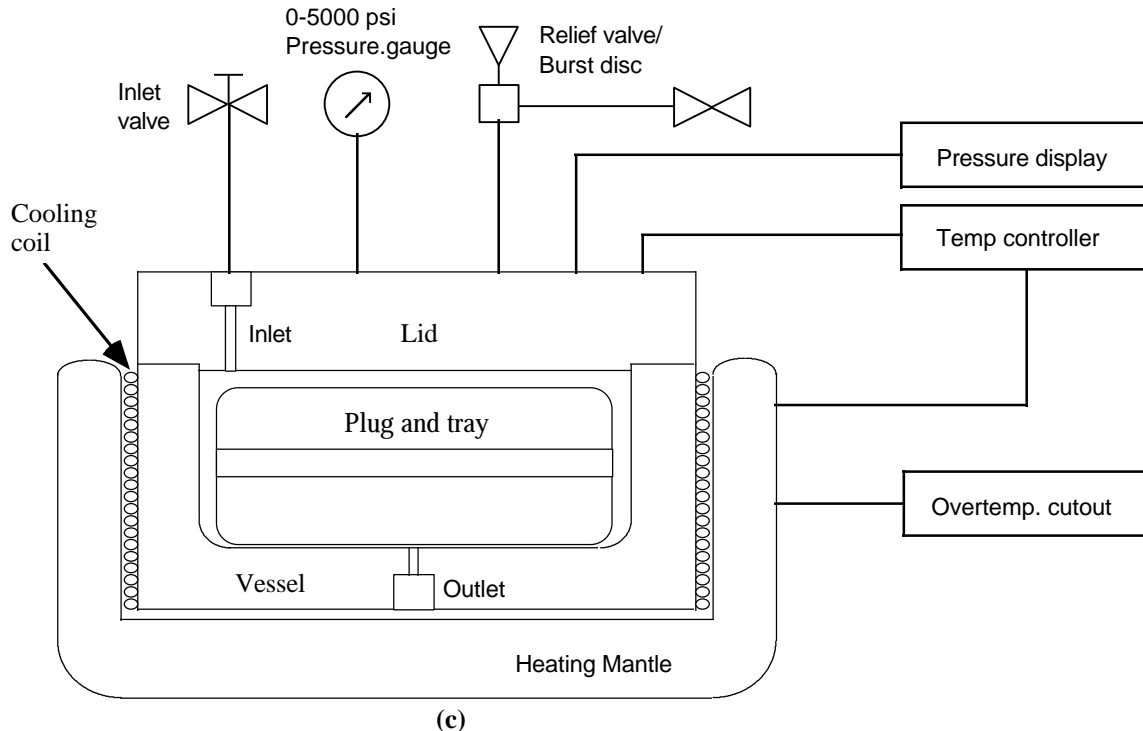 0-5000 psi
Pressure.gauge
Relief valve/
Burst disc
Inlet
valve
Pressure display
Cooling
coil
Temp controller
Inlet
Lid
Plug and tray
Overtemp. cutout
Vessel
Outlet
Heating Mantle
(c)